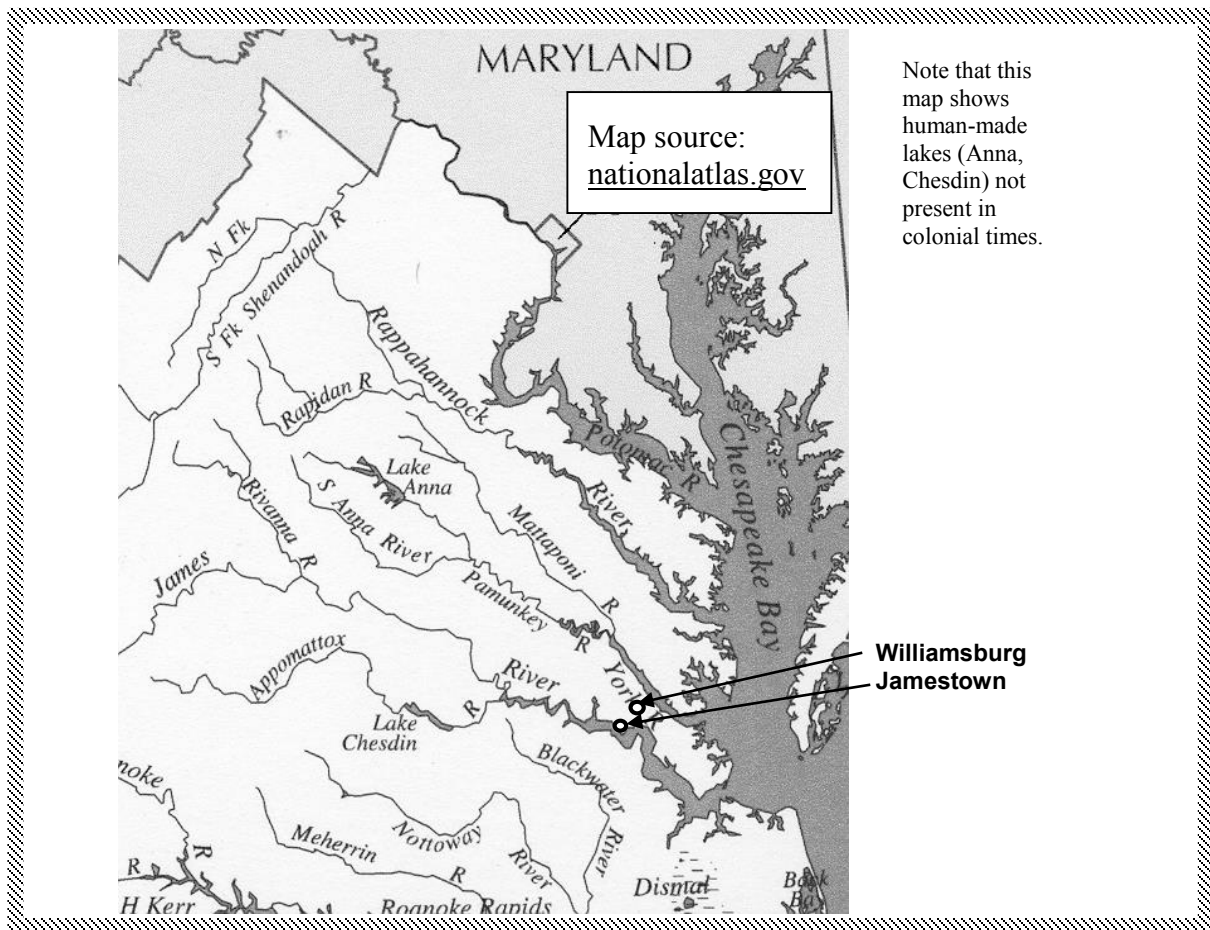 MARYLAND
Map source:
nationalatlas.gov
Note that this
map shows
human-made
lakes (Anna,
Chesdin) not
present in
colonial times.
N Fk
S Fk Shenandoah R
Rappahannock
River
Rapidan R
Potomac R
Chesapeake Bay
Lake
Anna
S Anna River
Rivanna R
Mattaponi R
Pamunkey R
York
James
River
Appomattox R
Lake
Chesdin
Williamsburg
Jamestown
Blackwater River
Nottoway River
Meherrin R
noke
R
R
H Kerr
Roanoke Rapids
Dismal
Back
Bay